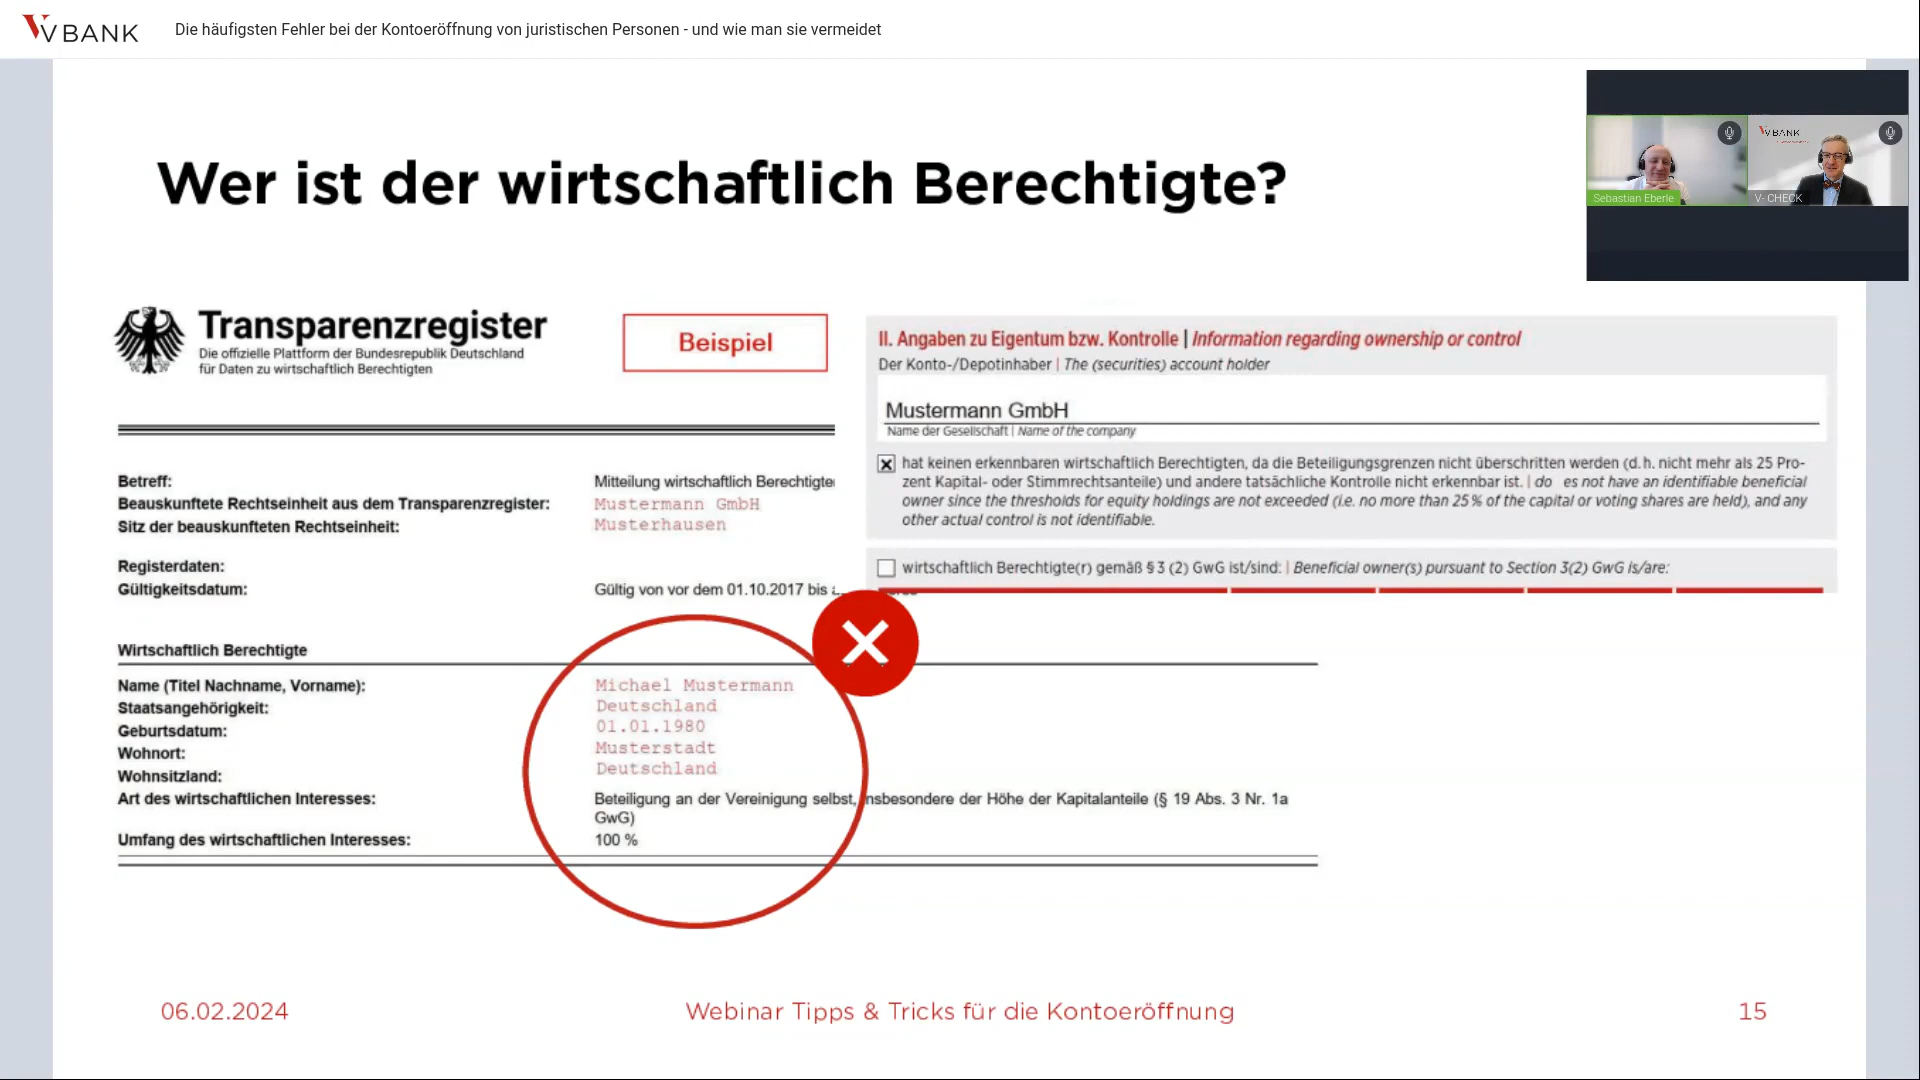 VBANK
Die häufigsten Fehler bei der Kontoeröffnung von juristischen Personen - und wie man sie vermeidet
Wer ist der wirtschaftlich Berechtigte?
VBANK
Sebastian Eberle
V- CHECK
Transparenzregister
Die offizielle Plattform der Bundesrepublik Deutschland
für Daten zu wirtschaftlich Berechtigten
Beispiel
Betreff: Mitteilung wirtschaftlich Berechtigte
Beauskunftete Rechtseinheit aus dem Transparenzregister: Mustermann GmbH
Sitz der beauskunfteten Rechtseinheit: Musterhausen
Registerdaten:
Gültigkeitsdatum: Gültig von vor dem 01.10.2017 bis
II. Angaben zu Eigentum bzw. Kontrolle | Information regarding ownership or control
Der Konto-/Depotinhaber | The (securities) account holder
Mustermann GmbH
Name der Gesellschaft | Name of the company
hat keinen erkennbaren wirtschaftlich Berechtigten, da die Beteiligungsgrenzen nicht überschritten werden (d. h. nicht mehr als 25 Pro-
zent Kapital- oder Stimmrechtsanteile) und andere tatsächliche Kontrolle nicht erkennbar ist. | do es not have an identifiable beneficial
owner since the thresholds for equity holdings are not exceeded (i.e. no more than 25 % of the capital or voting shares are held), and any
other actual control is not identifiable.
wirtschaftlich Berechtigte(r) gemäß § 3 (2) GwG ist/sind: | Beneficial owner(s) pursuant to Section 3(2) GwG is/are:
Wirtschaftlich Berechtigte
Name (Titel Nachname, Vorname): Michael Mustermann
Staatsangehörigkeit: Deutschland
Geburtsdatum: 01.01.1980
Wohnort: Musterstadt
Wohnsitzland: Deutschland
Art des wirtschaftlichen Interesses: Beteiligung an der Vereinigung selbst, insbesondere der Höhe der Kapitalanteile (§ 19 Abs. 3 Nr. 1a
GwG)
Umfang des wirtschaftlichen Interesses: 100 %
06.02.2024
Webinar Tipps & Tricks für die Kontoeröffnung
15